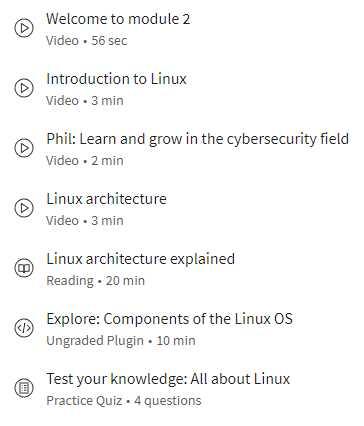 Welcome to module 2
Video • 56 sec
Introduction to Linux
Video • 3 min
Phil: Learn and grow in the cybersecurity field
Video • 2 min
Linux architecture
Video • 3 min
Linux architecture explained
Reading • 20 min
Explore: Components of the Linux OS
Ungraded Plugin • 10 min
Test your knowledge: All about Linux
Practice Quiz • 4 questions